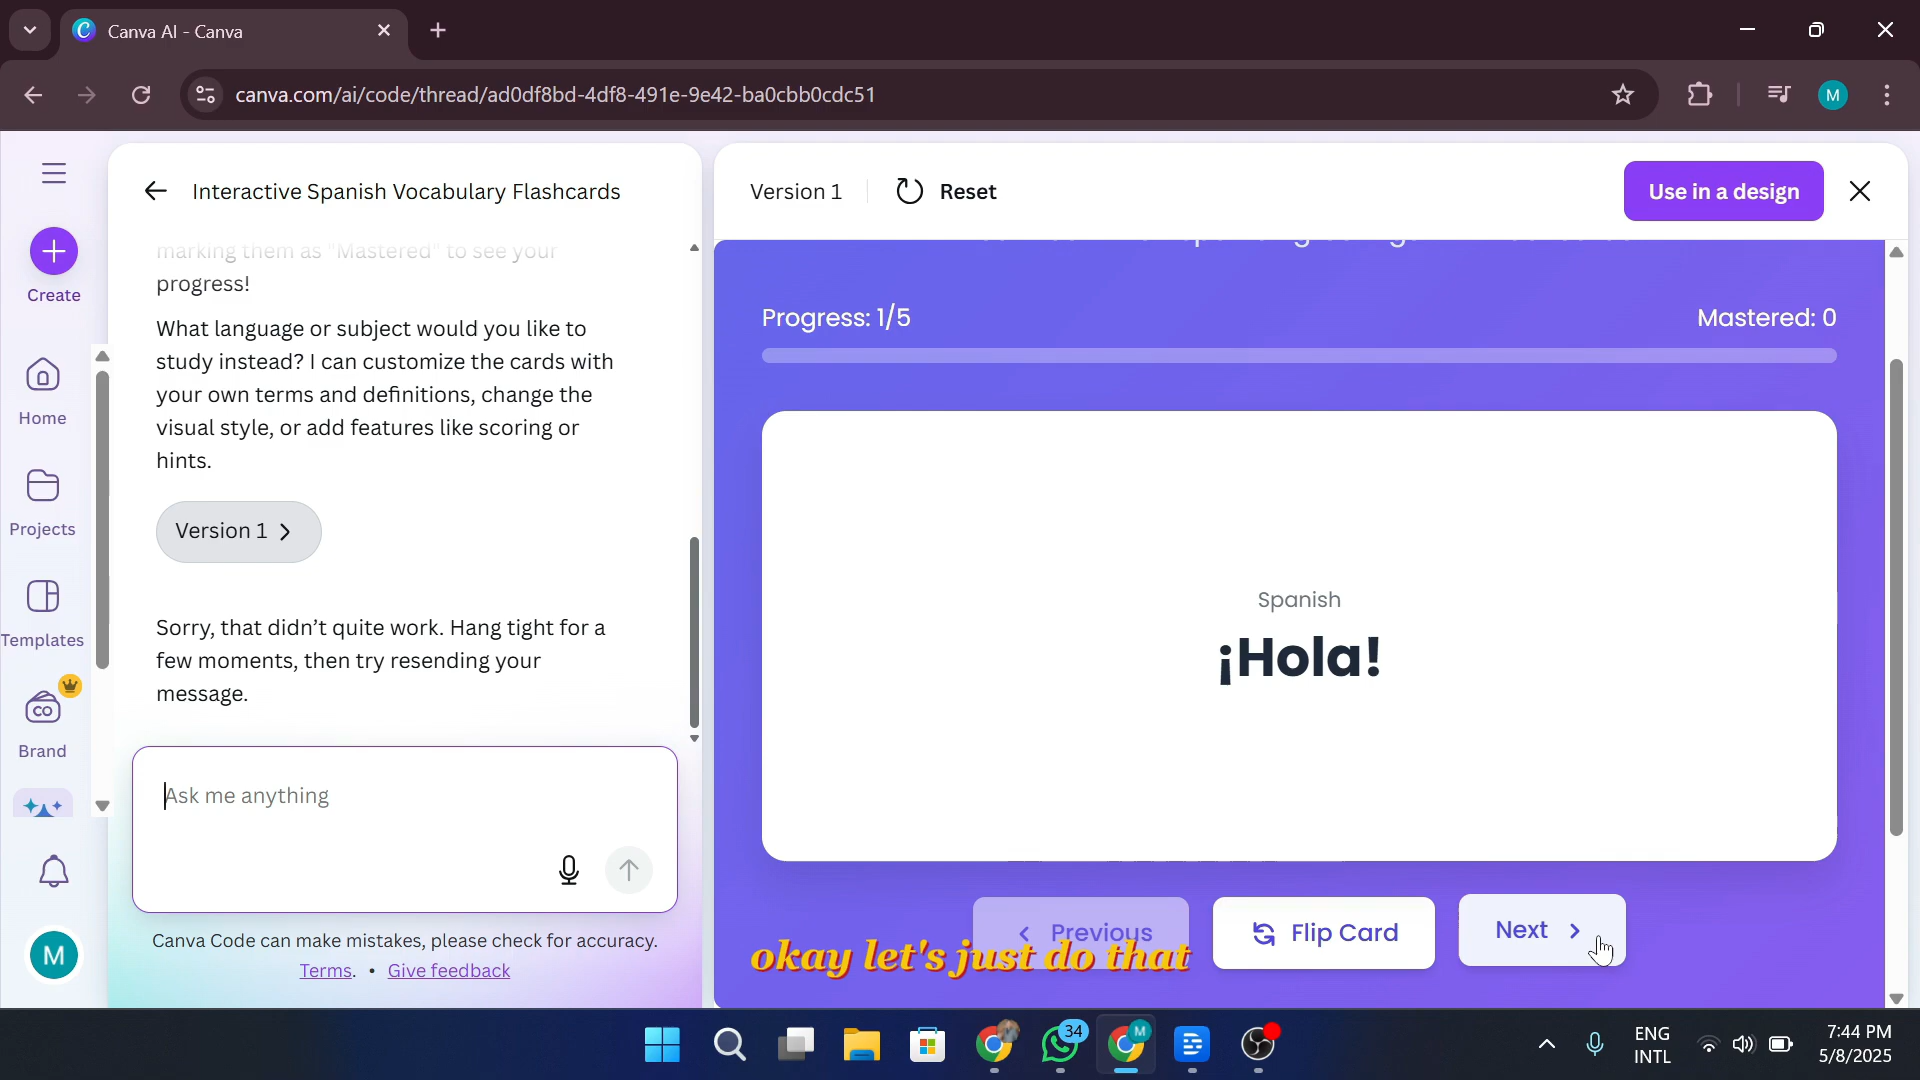 Canva AI - Canva
canva.com/ai/code/thread/ad0df8bd-4df8-491e-9e42-ba0cbb0cdc51
M
Create
Home
Projects
Templates
CO
Brand
M
Interactive Spanish Vocabulary Flashcards
marking them as "Mastered" to see your
progress!
What language or subject would you like to
study instead? I can customize the cards with
your own terms and definitions, change the
visual style, or add features like scoring or
hints.
Version 1
Sorry, that didn't quite work. Hang tight for a
few moments, then try resending your
message.
Ask me anything
Canva Code can make mistakes, please check for accuracy.
Terms. • Give feedback
Version 1
Reset
Use in a design
Progress: 1/5
Mastered: 0
Spanish
¡Hola!
Previous
Flip Card
Next
okay let's just do that
34
M
ENG
INTL
7:44 PM
5/8/2025